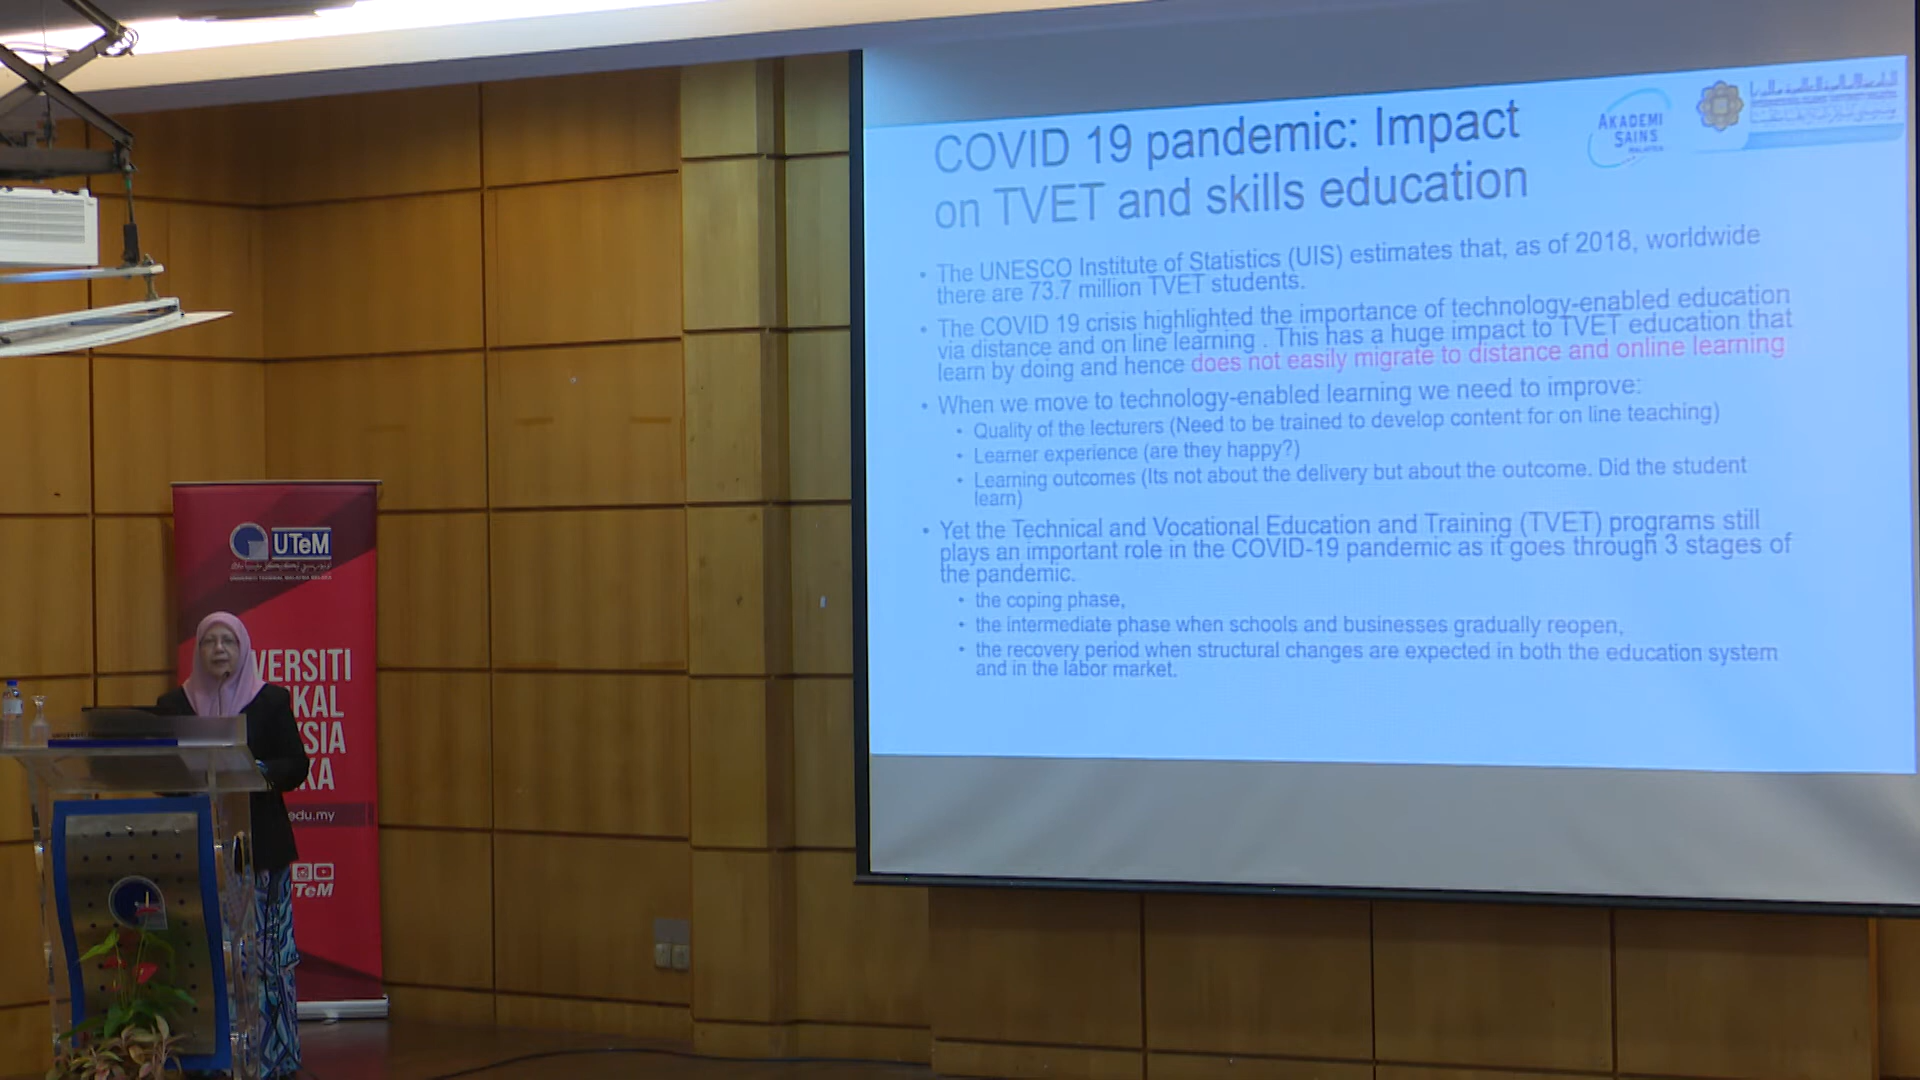 COVID 19 pandemic: Impact
on TVET and skills education
AKADEMI
SAINS
MALAYSIA
• The UNESCO Institute of Statistics (UIS) estimates that, as of 2018, worldwide
there are 73.7 million TVET students.
• The COVID 19 crisis highlighted the importance of technology-enabled education
via distance and on line learning . This has a huge impact to TVET education that
learn by doing and hence does not easily migrate to distance and online learning
• When we move to technology-enabled learning we need to improve:
• Quality of the lecturers (Need to be trained to develop content for on line teaching)
• Learner experience (are they happy?)
• Learning outcomes (Its not about the delivery but about the outcome. Did the student
learn)
• Yet the Technical and Vocational Education and Training (TVET) programs still
plays an important role in the COVID-19 pandemic as it goes through 3 stages of
the pandemic.
• the coping phase,
• the intermediate phase when schools and businesses gradually reopen,
• the recovery period when structural changes are expected in both the education system
and in the labor market.
UTeM
UNIVERSITI TEKNIKAL MALAYSIA MELAKA
VERSITI
KAL
YSIA
KA
edu.my
TeM